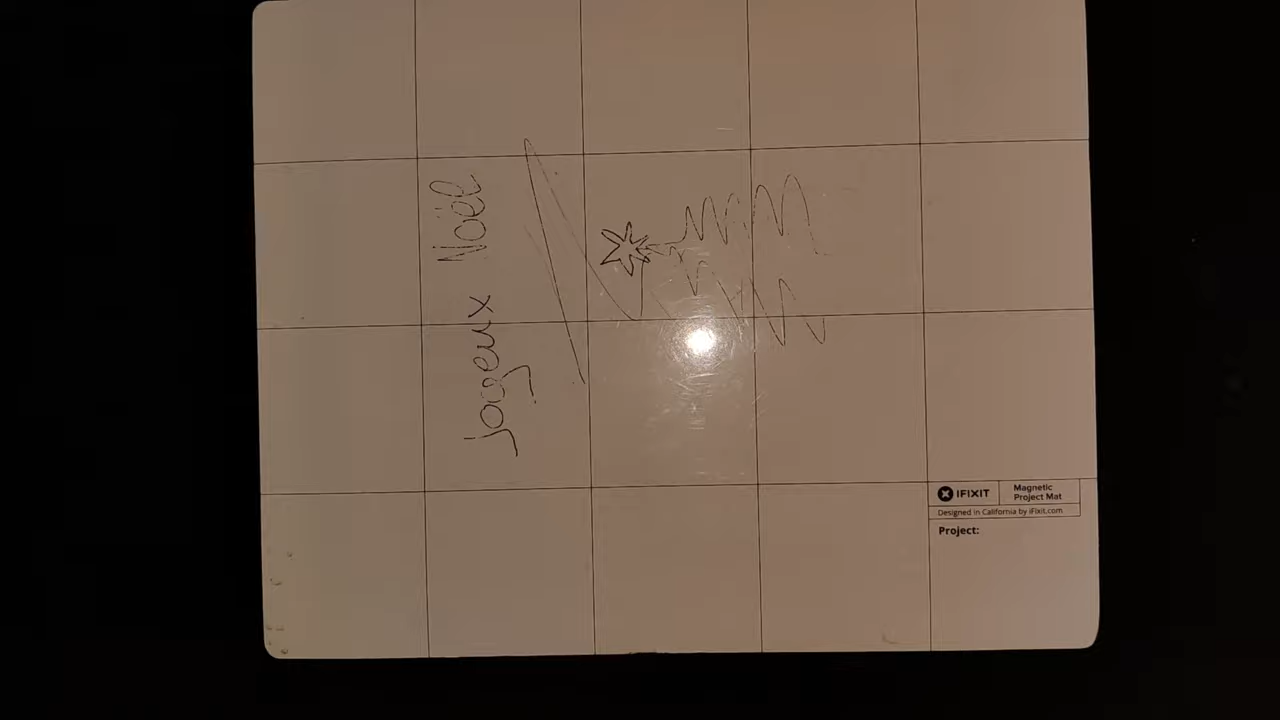 Joyeux Noël
IFIXIT
Magnetic
Project Mat
Designed in California by iFixit.com
Project: